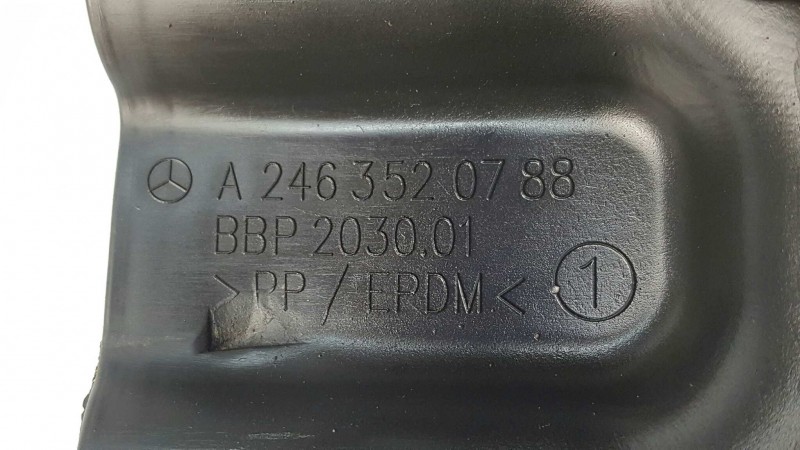 A 246 352 07 88
BBP 2030.01
>PP / EPDM<
1